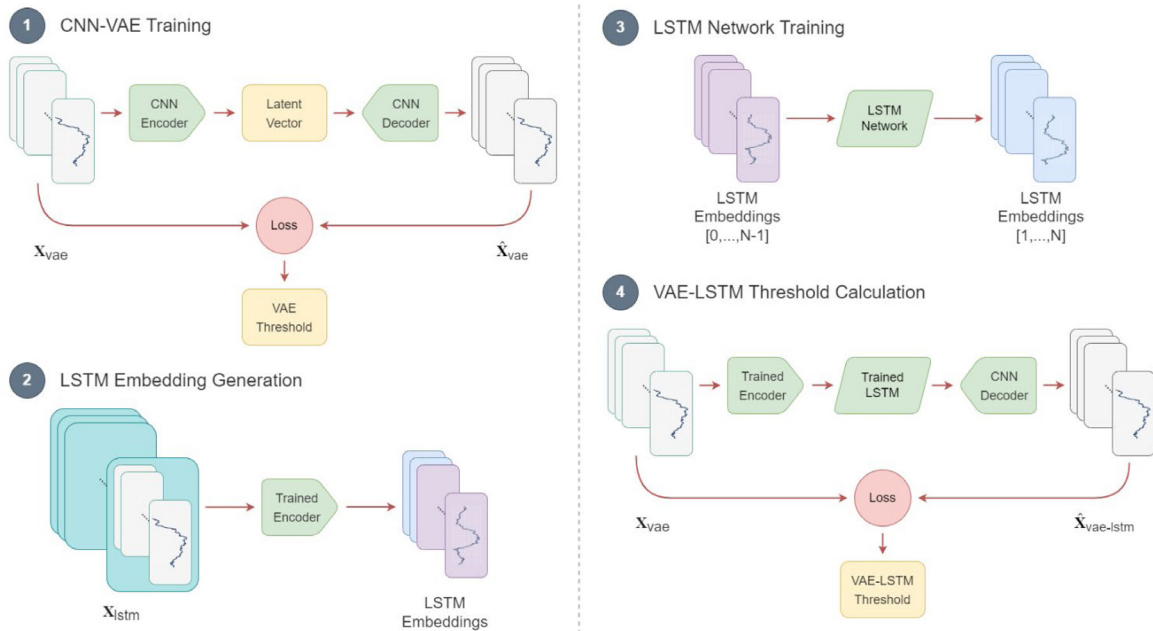 1 CNN-VAE Training
CNN
Encoder
Latent
Vector
CNN
Decoder
Loss
X_vae
X̂_vae
VAE
Threshold
2 LSTM Embedding Generation
Trained
Encoder
X_lstm
LSTM
Embeddings
3 LSTM Network Training
LSTM
Network
LSTM
Embeddings
[0,...,N-1]
LSTM
Embeddings
[1,...,N]
4 VAE-LSTM Threshold Calculation
Trained
Encoder
Trained
LSTM
CNN
Decoder
Loss
X_vae
X̂_vae-lstm
VAE-LSTM
Threshold